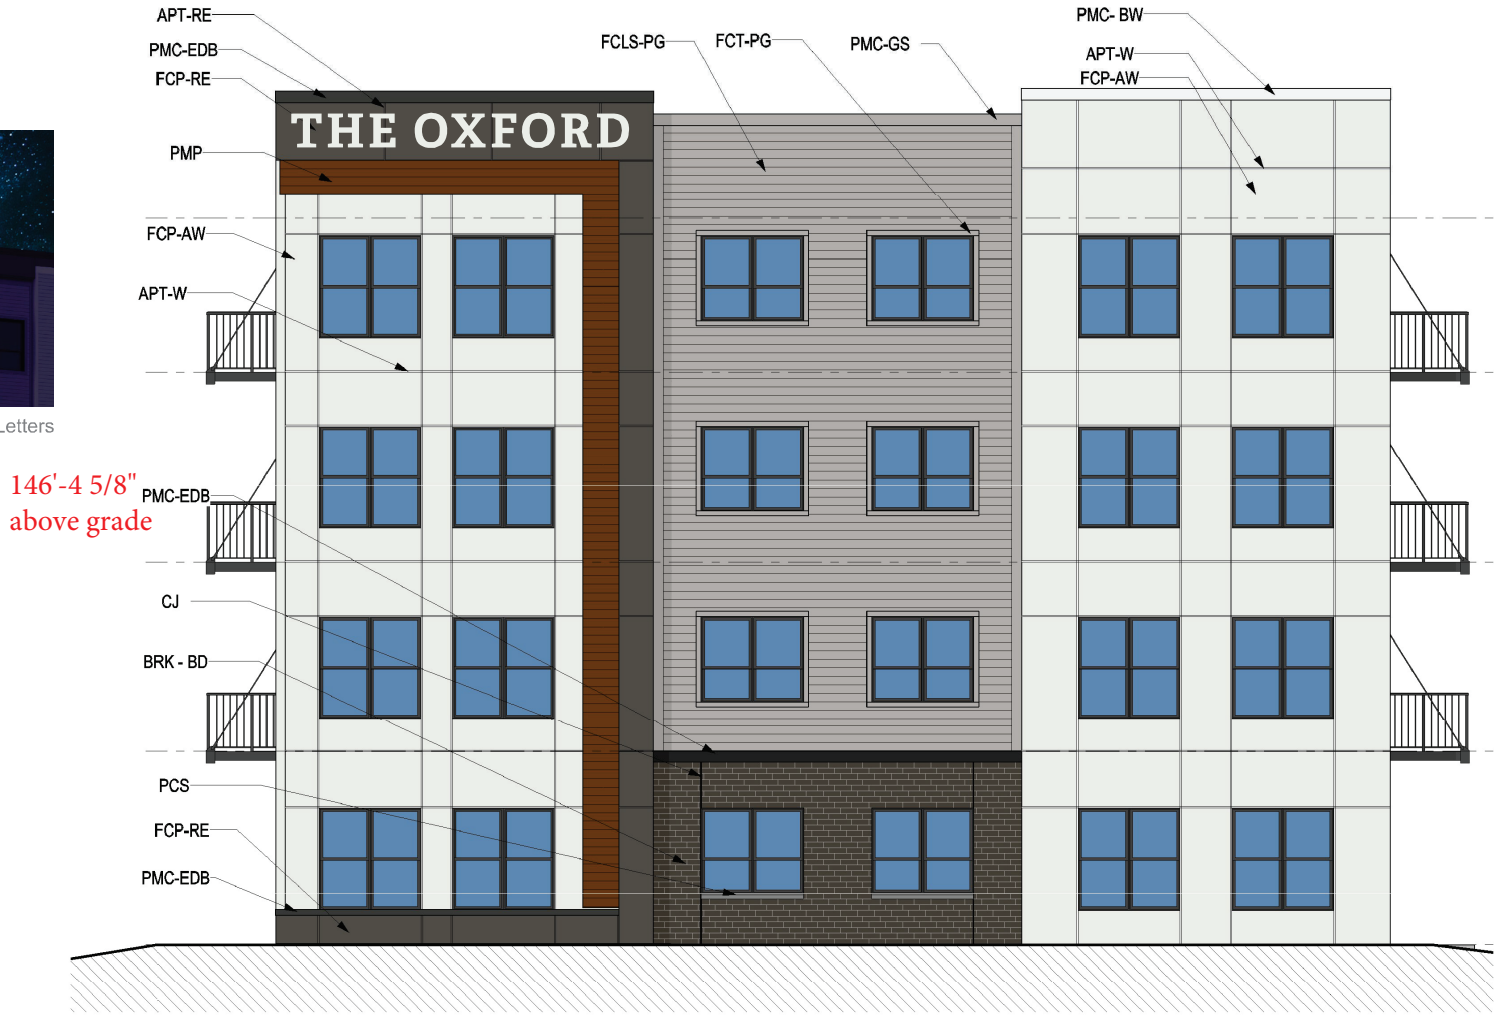 APT-RE
PMC-EDB
FCP-RE
FCLS-PG
FCT-PG
PMC-GS
PMC- BW
APT-W
FCP-AW
THE OXFORD
PMP
FCP-AW
APT-W
Letters
146'-4 5/8"
above grade
PMC-EDB
CJ
BRK - BD
PCS
FCP-RE
PMC-EDB